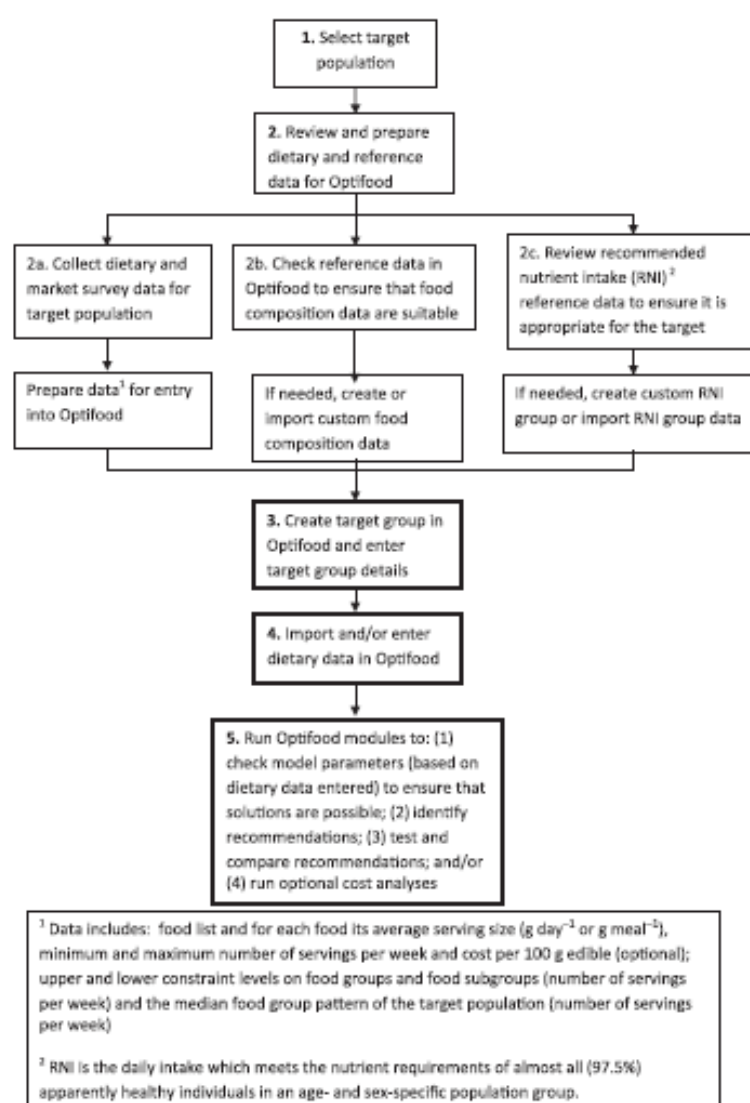 1. Select target
population
2. Review and prepare
dietary and reference
data for Optifood
2a. Collect dietary and
market survey data for
target population
2b. Check reference data in
Optifood to ensure that food
composition data are suitable
2c. Review recommended
nutrient intake (RNI)²
reference data to ensure it is
appropriate for the target
Prepare data¹ for entry
into Optifood
If needed, create or
import custom food
composition data
If needed, create custom RNI
group or import RNI group data
3. Create target group in
Optifood and enter
target group details
4. Import and/or enter
dietary data in Optifood
5. Run Optifood modules to: (1)
check model parameters (based on
dietary data entered) to ensure that
solutions are possible; (2) identify
recommendations; (3) test and
compare recommendations; and/or
(4) run optional cost analyses
¹ Data includes: food list and for each food its average serving size (g day⁻¹ or g meal⁻¹),
minimum and maximum number of servings per week and cost per 100 g edible (optional);
upper and lower constraint levels on food groups and food subgroups (number of servings
per week) and the median food group pattern of the target population (number of servings
per week)
² RNI is the daily intake which meets the nutrient requirements of almost all (97.5%)
apparently healthy individuals in an age- and sex-specific population group.